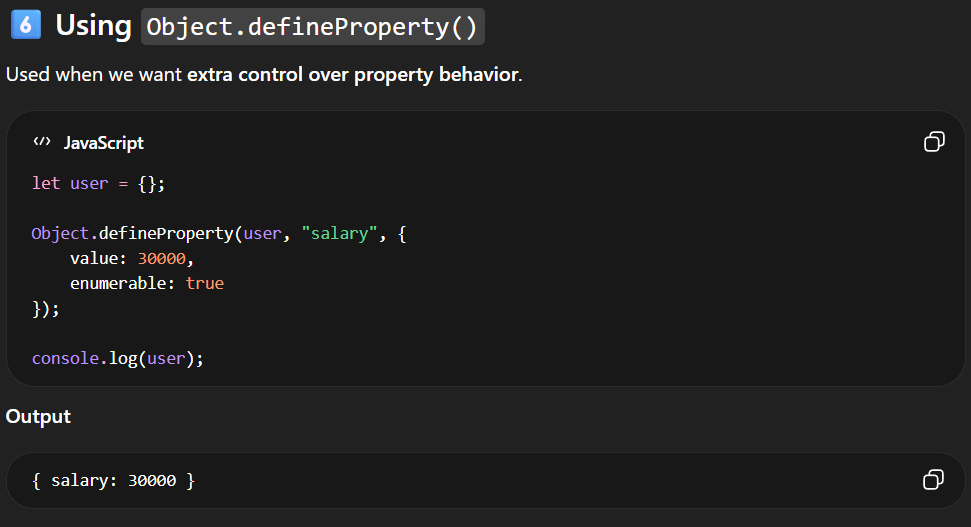 6 Using Object.defineProperty()
Used when we want extra control over property behavior.
JavaScript
let user = {};
Object.defineProperty(user, "salary", {
    value: 30000,
    enumerable: true
});
console.log(user);
Output
{ salary: 30000 }